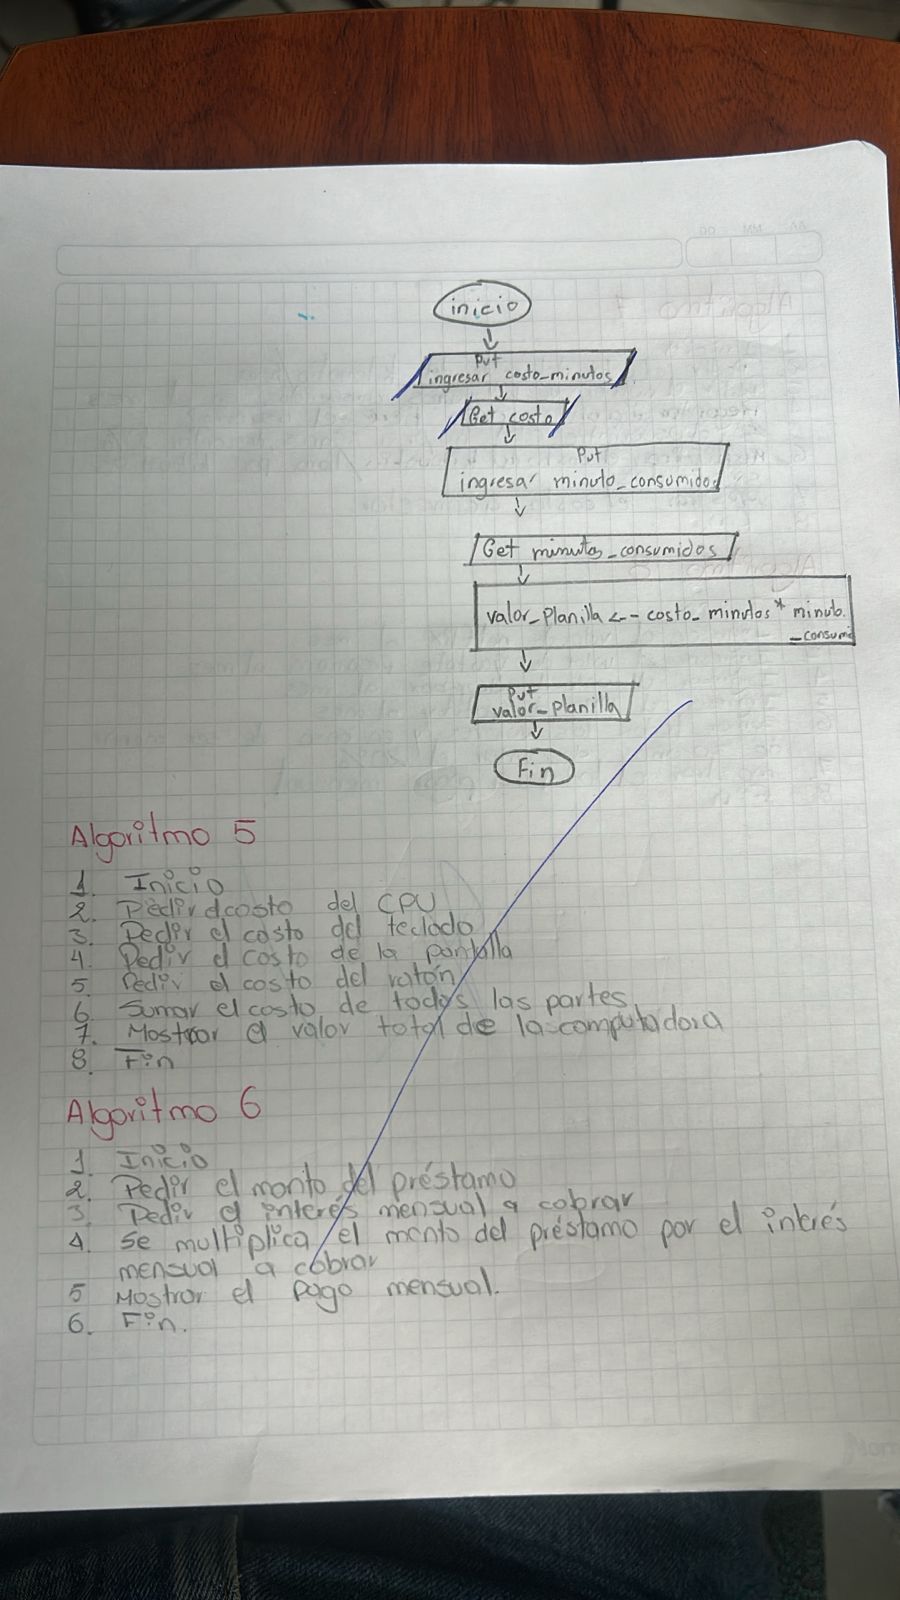 inicio
Put
ingresar costo_minutos
Get costo
Put
ingresar minuto_consumidos
Get minutos_consumidos
valor_Planilla <-- costo_minutos * minuto.
_consumi
Put
valor_Planilla
Fin
Algoritmo 5
1. Inicio
2. Pedir el costo del CPU
3. Pedir el costo del teclado
4. Pedir el costo de la pantalla
5. Pedir el costo del ratón
6 Sumar el costo de todas las partes
7. Mostrar el valor total de la computadora
8. Fin
Algoritmo 6
1. Inicio
2. Pedir el monto del préstamo
3. Pedir el interés mensual a cobrar
4. Se multiplica el monto del préstamo por el interés
mensual a cobrar
5 Mostrar el pago mensual.
6. Fin.